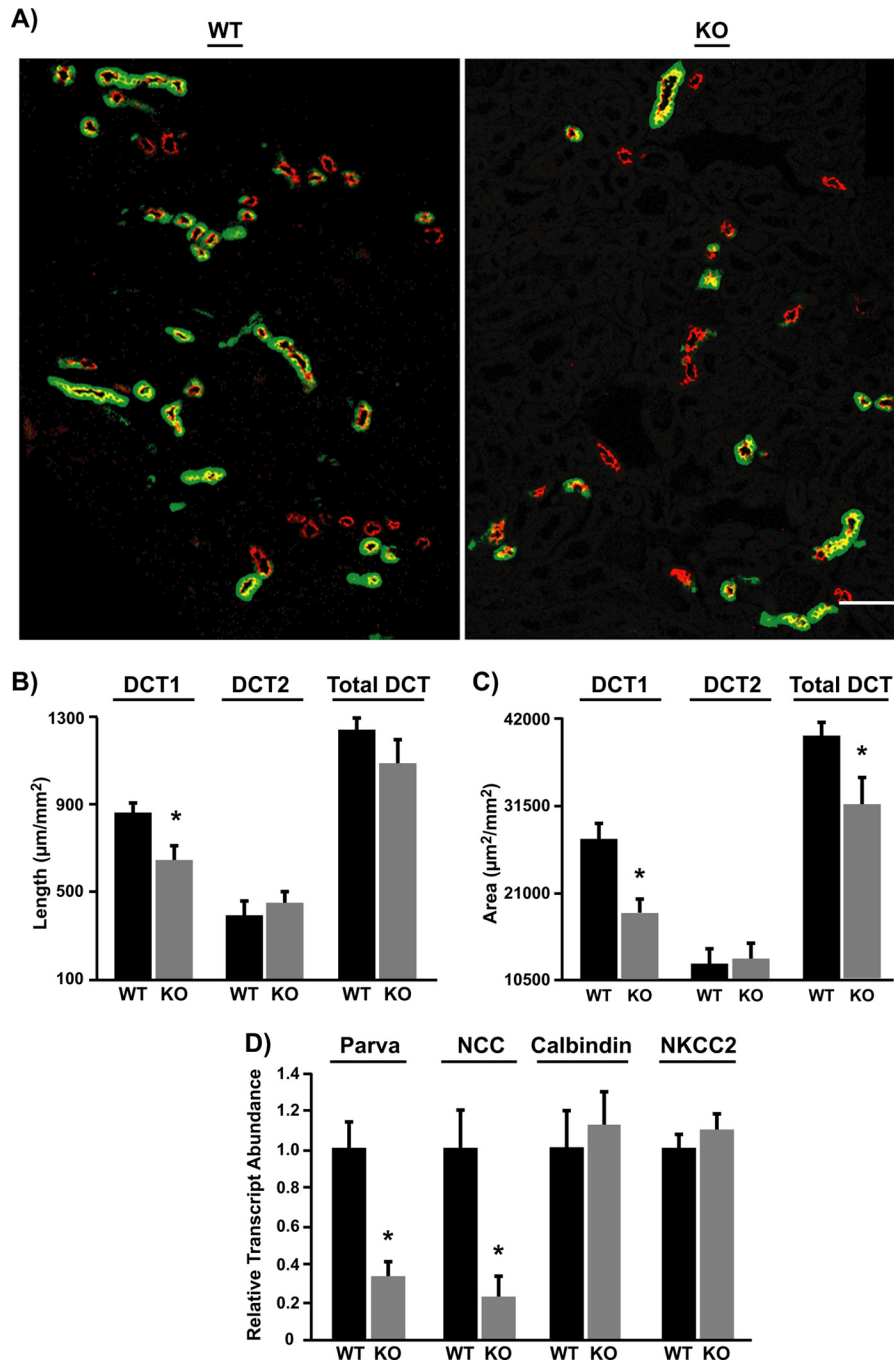 A)
WT KO
B)
DCT1 DCT2 Total DCT
Length (µm/mm²)
1300
900
500
100
WT KO WT KO WT KO
C)
DCT1 DCT2 Total DCT
Area (µm²/mm²)
42000
31500
21000
10500
* * *
WT KO WT KO WT KO
D)
Parva NCC Calbindin NKCC2
Relative Transcript Abundance
1.4
1.2
1.0
0.8
0.6
0.4
0.2
0
* *
WT KO WT KO WT KO WT KO